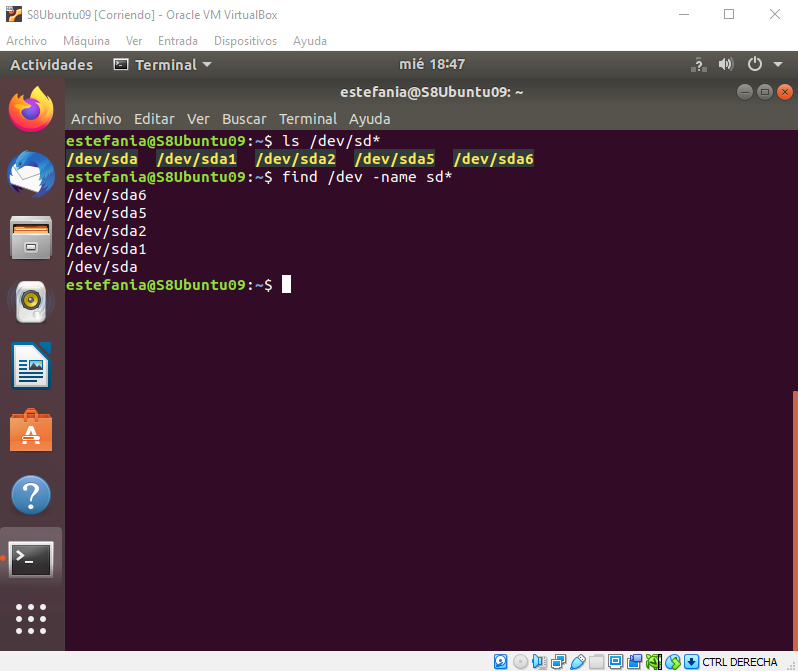 S8Ubuntu09 [Corriendo] - Oracle VM VirtualBox
Archivo Máquina Ver Entrada Dispositivos Ayuda
Actividades Terminal mié 18:47
estefania@S8Ubuntu09: ~
Archivo Editar Ver Buscar Terminal Ayuda
estefania@S8Ubuntu09:~$ ls /dev/sd*
/dev/sda /dev/sda1 /dev/sda2 /dev/sda5 /dev/sda6
estefania@S8Ubuntu09:~$ find /dev -name sd*
/dev/sda6
/dev/sda5
/dev/sda2
/dev/sda1
/dev/sda
estefania@S8Ubuntu09:~$
CTRL DERECHA